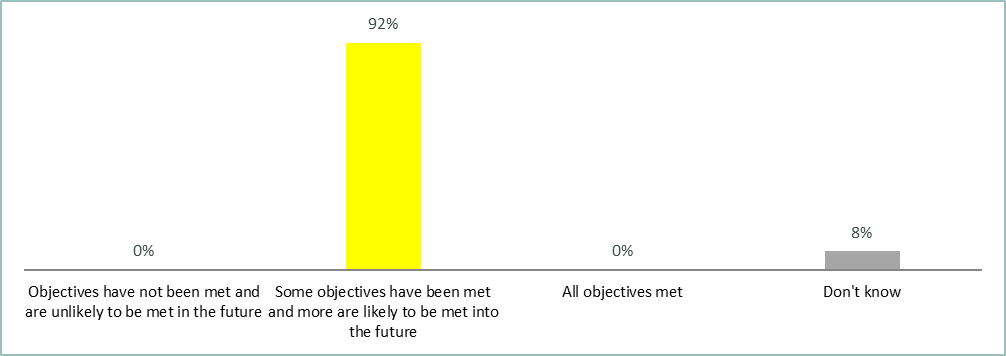 92%
0%
0%
8%
Objectives have not been met and
are unlikely to be met in the future
Some objectives have been met
and more are likely to be met into
the future
All objectives met
Don't know